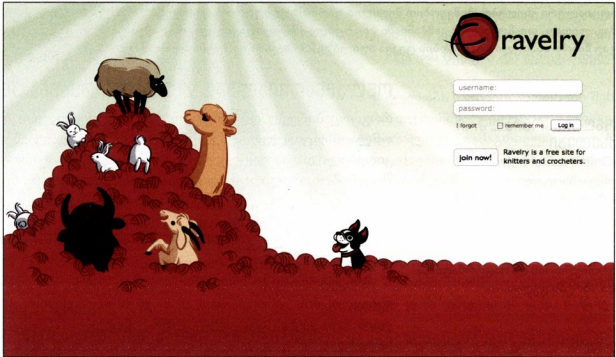 ravelry
username:
password:
I forgot remember me Log in
join now! Ravelry is a free site for
knitters and crocheters.